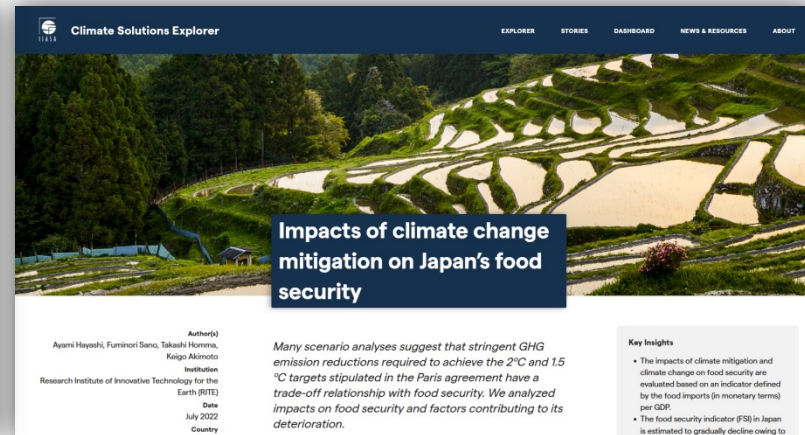 IIASA
Climate Solutions Explorer
EXPLORER STORIES DASHBOARD NEWS & RESOURCES ABOUT
Impacts of climate change
mitigation on Japan's food
security
Author(s)
Ayami Hayashi, Fuminori Sano, Takashi Homma,
Keigo Akimoto
Institution
Research Institute of Innovative Technology for the
Earth (RITE)
Date
July 2022
Country
Many scenario analyses suggest that stringent GHG
emission reductions required to achieve the 2°C and 1.5
°C targets stipulated in the Paris agreement have a
trade-off relationship with food security. We analyzed
impacts on food security and factors contributing to its
deterioration.
Key Insights
• The impacts of climate mitigation and
climate change on food security are
evaluated based on an indicator defined
by the food imports (in monetary terms)
per GDP.
• The food security indicator (FSI) in Japan
is estimated to gradually decline owing to